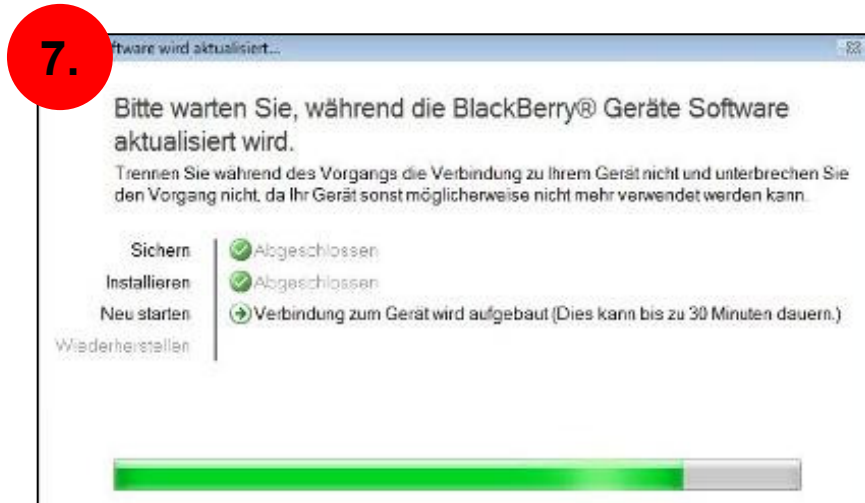 7.
ftware wird aktualisiert...
Bitte warten Sie, während die BlackBerry® Geräte Software
aktualisiert wird.
Trennen Sie während des Vorgangs die Verbindung zu Ihrem Gerät nicht und unterbrechen Sie
den Vorgang nicht, da Ihr Gerät sonst möglicherweise nicht mehr verwendet werden kann.
Sichern Abgeschlossen
Installieren Abgeschlossen
Neu starten Verbindung zum Gerät wird aufgebaut (Dies kann bis zu 30 Minuten dauern.)
Wiederherstellen